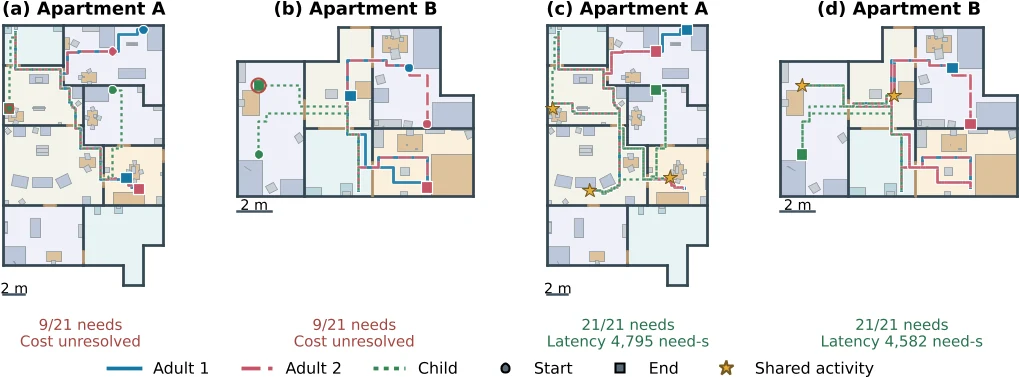 (a) Apartment A
(b) Apartment B
(c) Apartment A
(d) Apartment B
2 m
2 m
2 m
2 m
9/21 needs
Cost unresolved
9/21 needs
Cost unresolved
21/21 needs
Latency 4,795 need-s
21/21 needs
Latency 4,582 need-s
Adult 1
Adult 2
Child
Start
End
Shared activity